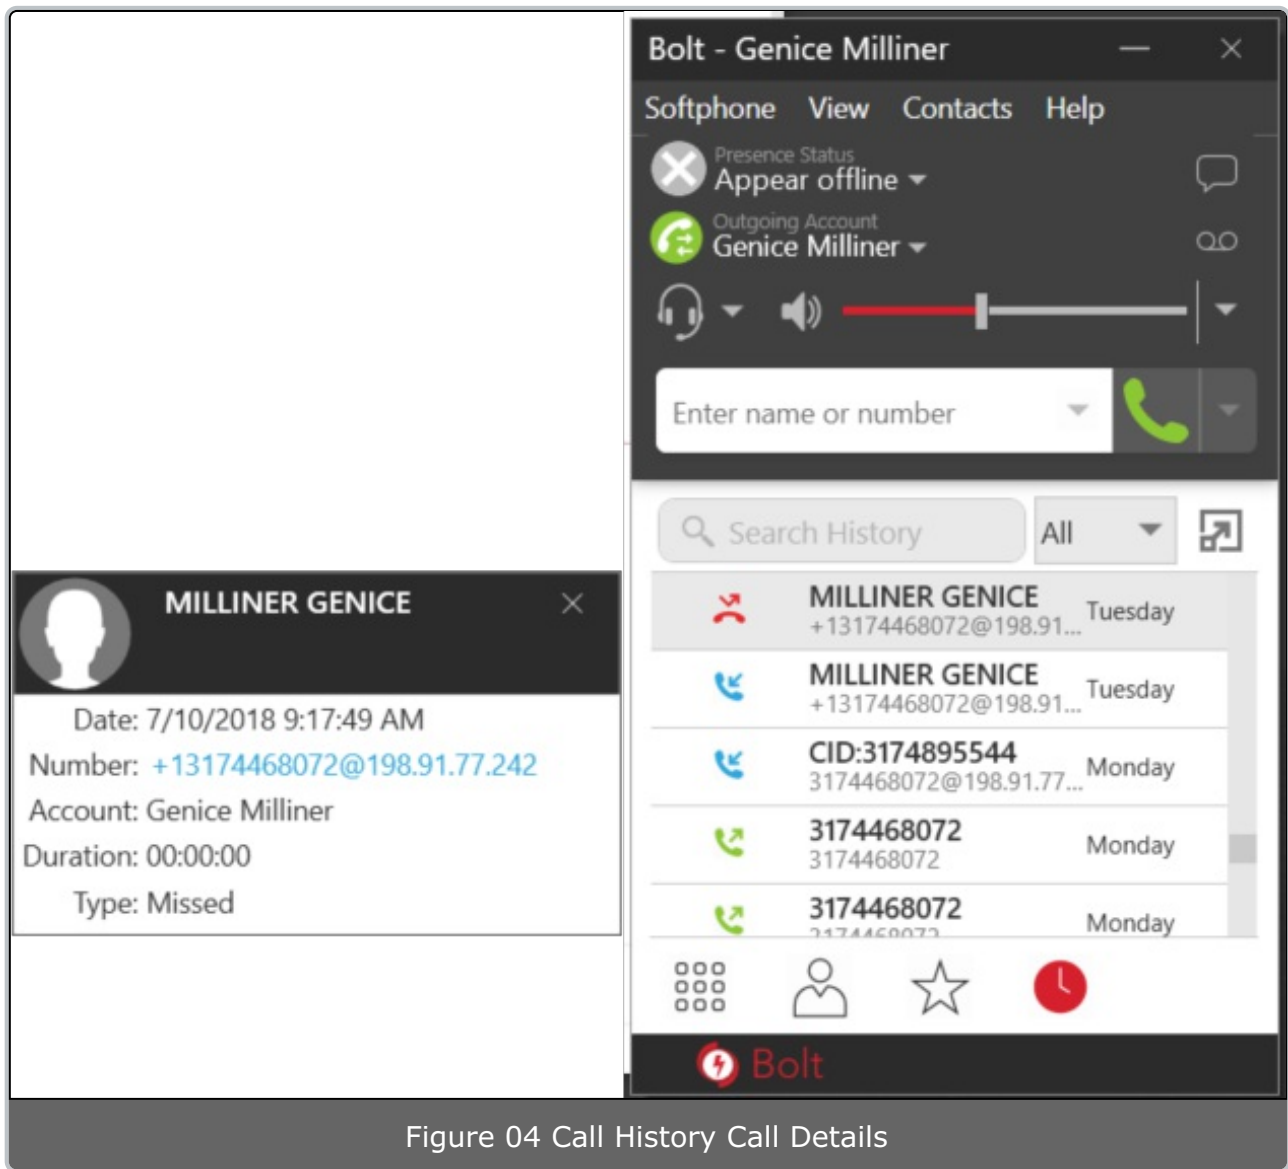 Bolt - Genice Milliner
Softphone View Contacts Help
Presence Status
Appear offline
Outgoing Account
Genice Milliner
Enter name or number
Search History
All
MILLINER GENICE
+13174468072@198.91...
Tuesday
MILLINER GENICE
+13174468072@198.91...
Tuesday
CID:3174895544
3174468072@198.91.77...
Monday
3174468072
3174468072
Monday
3174468072
3174468072
Monday
Bolt
MILLINER GENICE
Date: 7/10/2018 9:17:49 AM
Number: +13174468072@198.91.77.242
Account: Genice Milliner
Duration: 00:00:00
Type: Missed
Figure 04 Call History Call Details